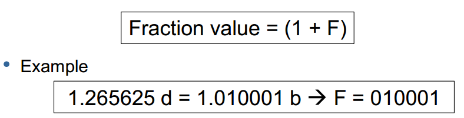 Fraction value = (1 + F)
• Example
1.265625 d = 1.010001 b → F = 010001